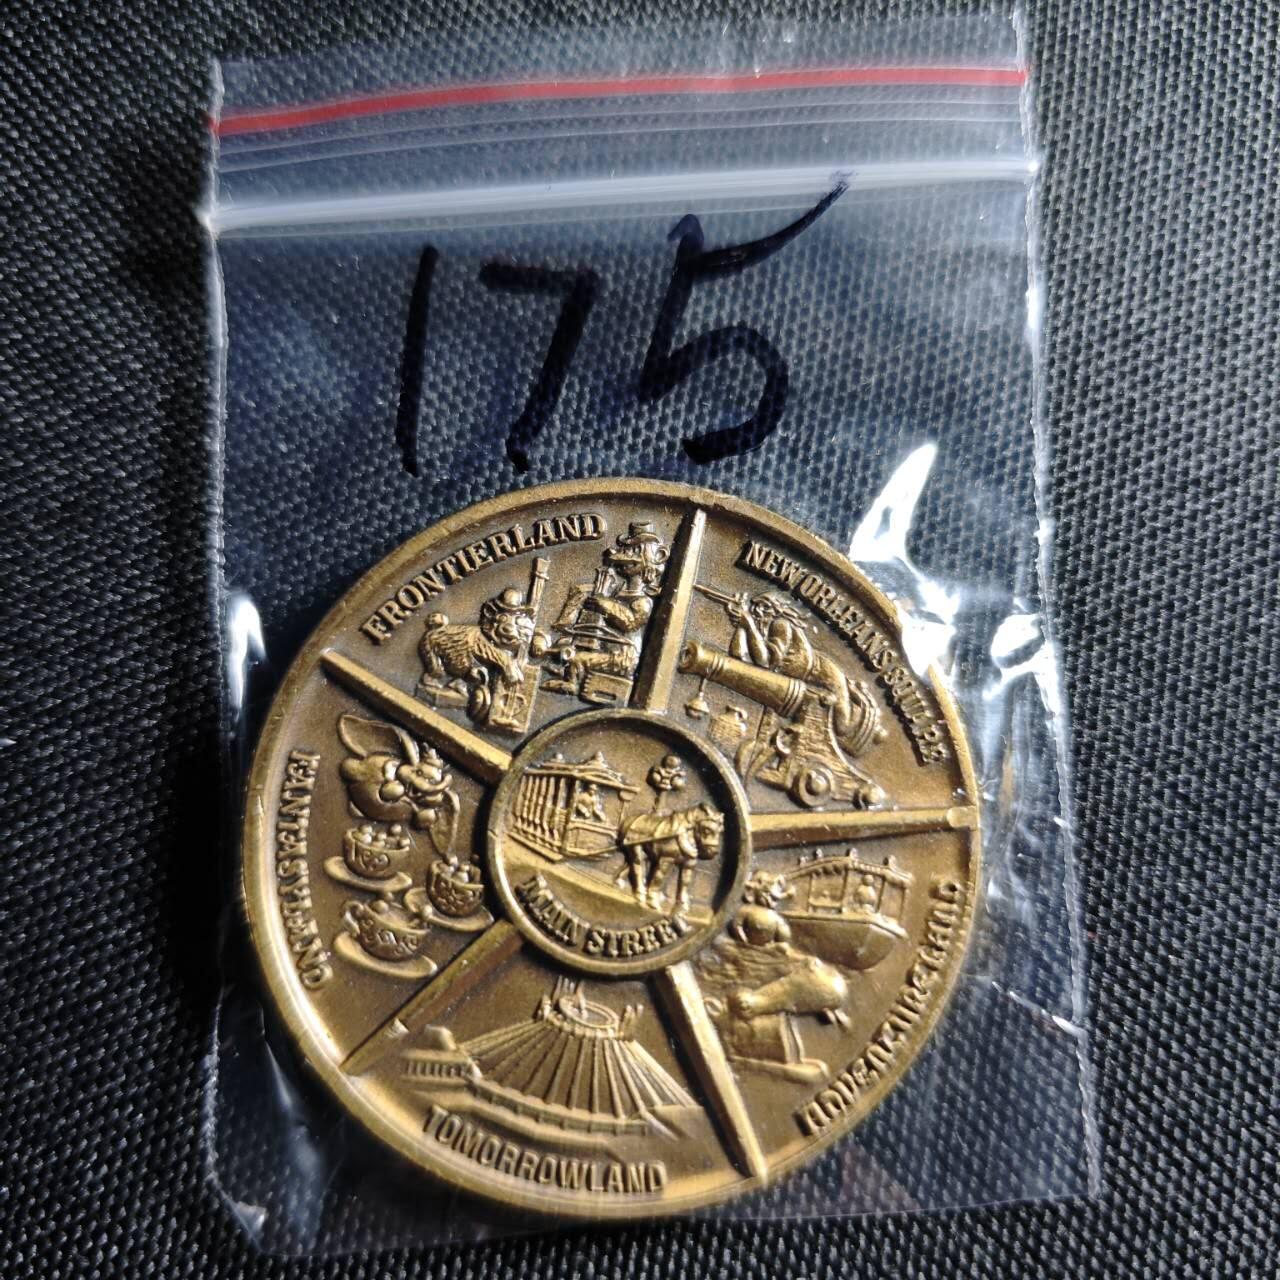 175
FRONTIERLAND
NEW ORLEANS SQUARE
FANTASYLAND
MAIN STREET
ADVENTURELAND
TOMORROWLAND